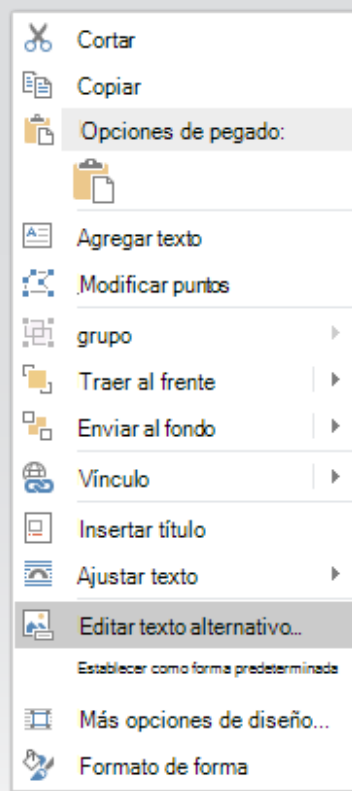 Cortar
Copiar
Opciones de pegado:
Agregar texto
Modificar puntos
grupo
Traer al frente
Enviar al fondo
Vínculo
Insertar título
Ajustar texto
Editar texto alternativo...
Establecer como forma predeterminada
Más opciones de diseño...
Formato de forma